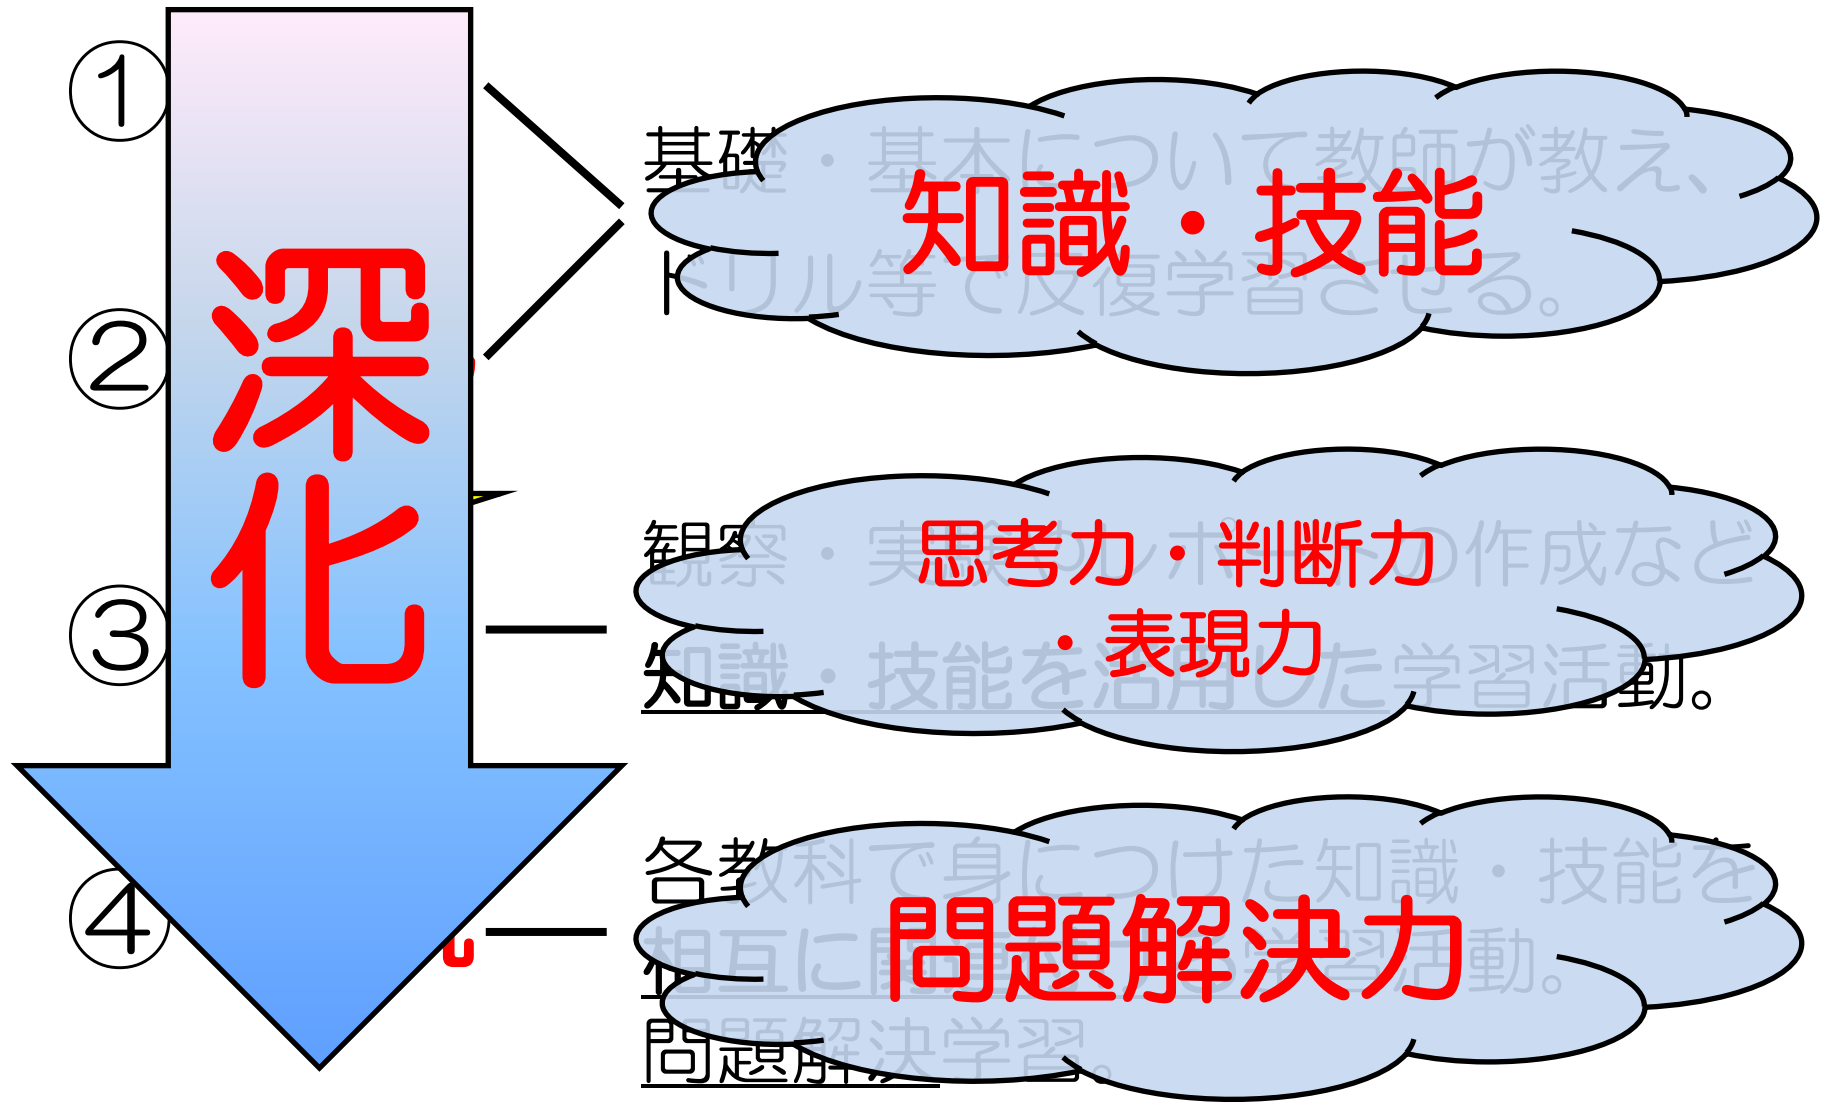 ①
②
③
④
深
化
基礎・基本について教師が教え、
ドリル等で反復学習させる。
知識・技能
観察・実験やレポートの作成など
知識・技能を活用した学習活動。
思考力・判断力
・表現力
各教科で身につけた知識・技能を
相互に関連づける学習活動。
問題解決学習。
問題解決力